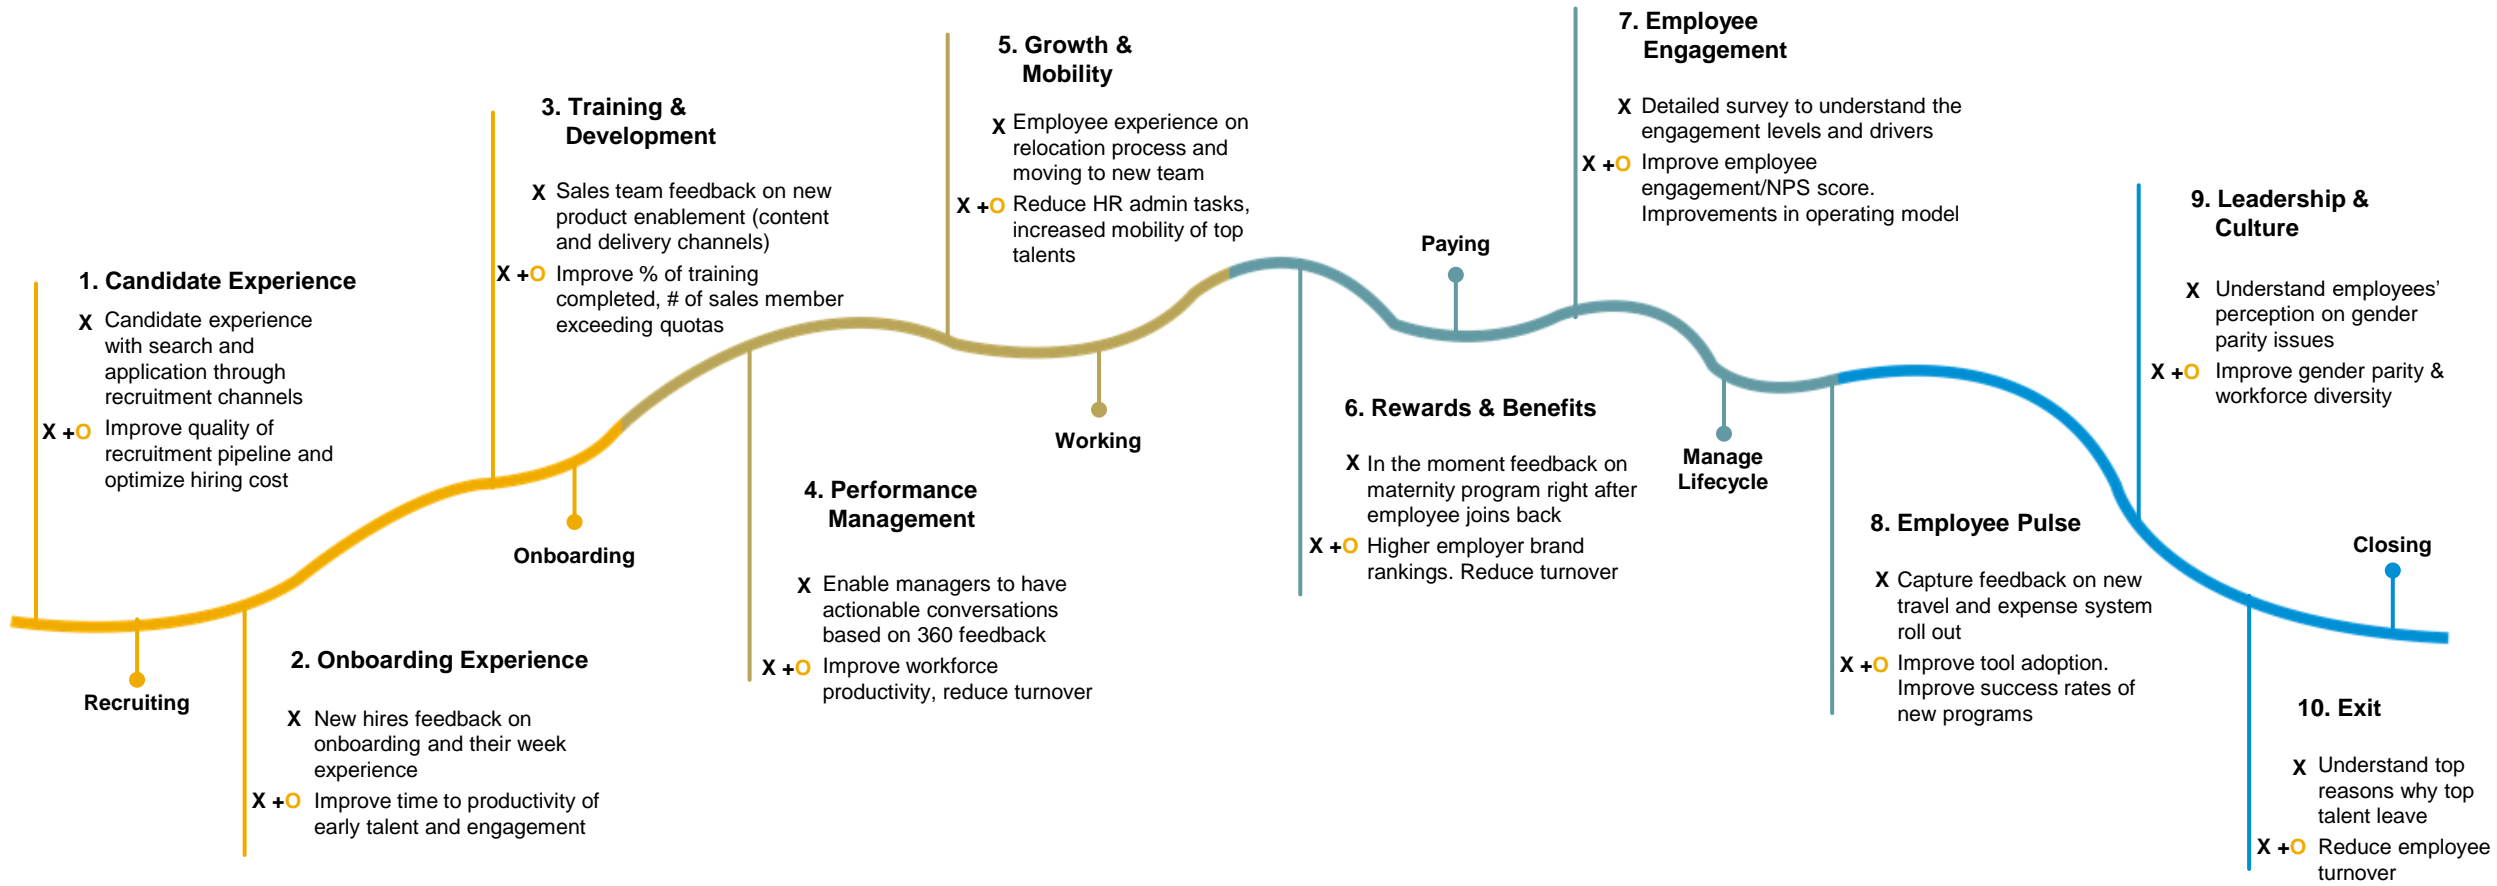 1. Candidate Experience
X Candidate experience
with search and
application through
recruitment channels
X +O Improve quality of
recruitment pipeline and
optimize hiring cost
Recruiting
2. Onboarding Experience
X New hires feedback on
onboarding and their week
experience
X +O Improve time to productivity of
early talent and engagement
3. Training &
Development
X Sales team feedback on new
product enablement (content
and delivery channels)
X +O Improve % of training
completed, # of sales member
exceeding quotas
Onboarding
4. Performance
Management
X Enable managers to have
actionable conversations
based on 360 feedback
X +O Improve workforce
productivity, reduce turnover
5. Growth &
Mobility
X Employee experience on
relocation process and
moving to new team
X +O Reduce HR admin tasks,
increased mobility of top
talents
Working
6. Rewards & Benefits
X In the moment feedback on
maternity program right after
employee joins back
X +O Higher employer brand
rankings. Reduce turnover
Paying
7. Employee
Engagement
X Detailed survey to understand the
engagement levels and drivers
X +O Improve employee
engagement/NPS score.
Improvements in operating model
Manage
Lifecycle
8. Employee Pulse
X Capture feedback on new
travel and expense system
roll out
X +O Improve tool adoption.
Improve success rates of
new programs
9. Leadership &
Culture
X Understand employees’
perception on gender
parity issues
X +O Improve gender parity &
workforce diversity
Closing
10. Exit
X Understand top
reasons why top
talent leave
X +O Reduce employee
turnover